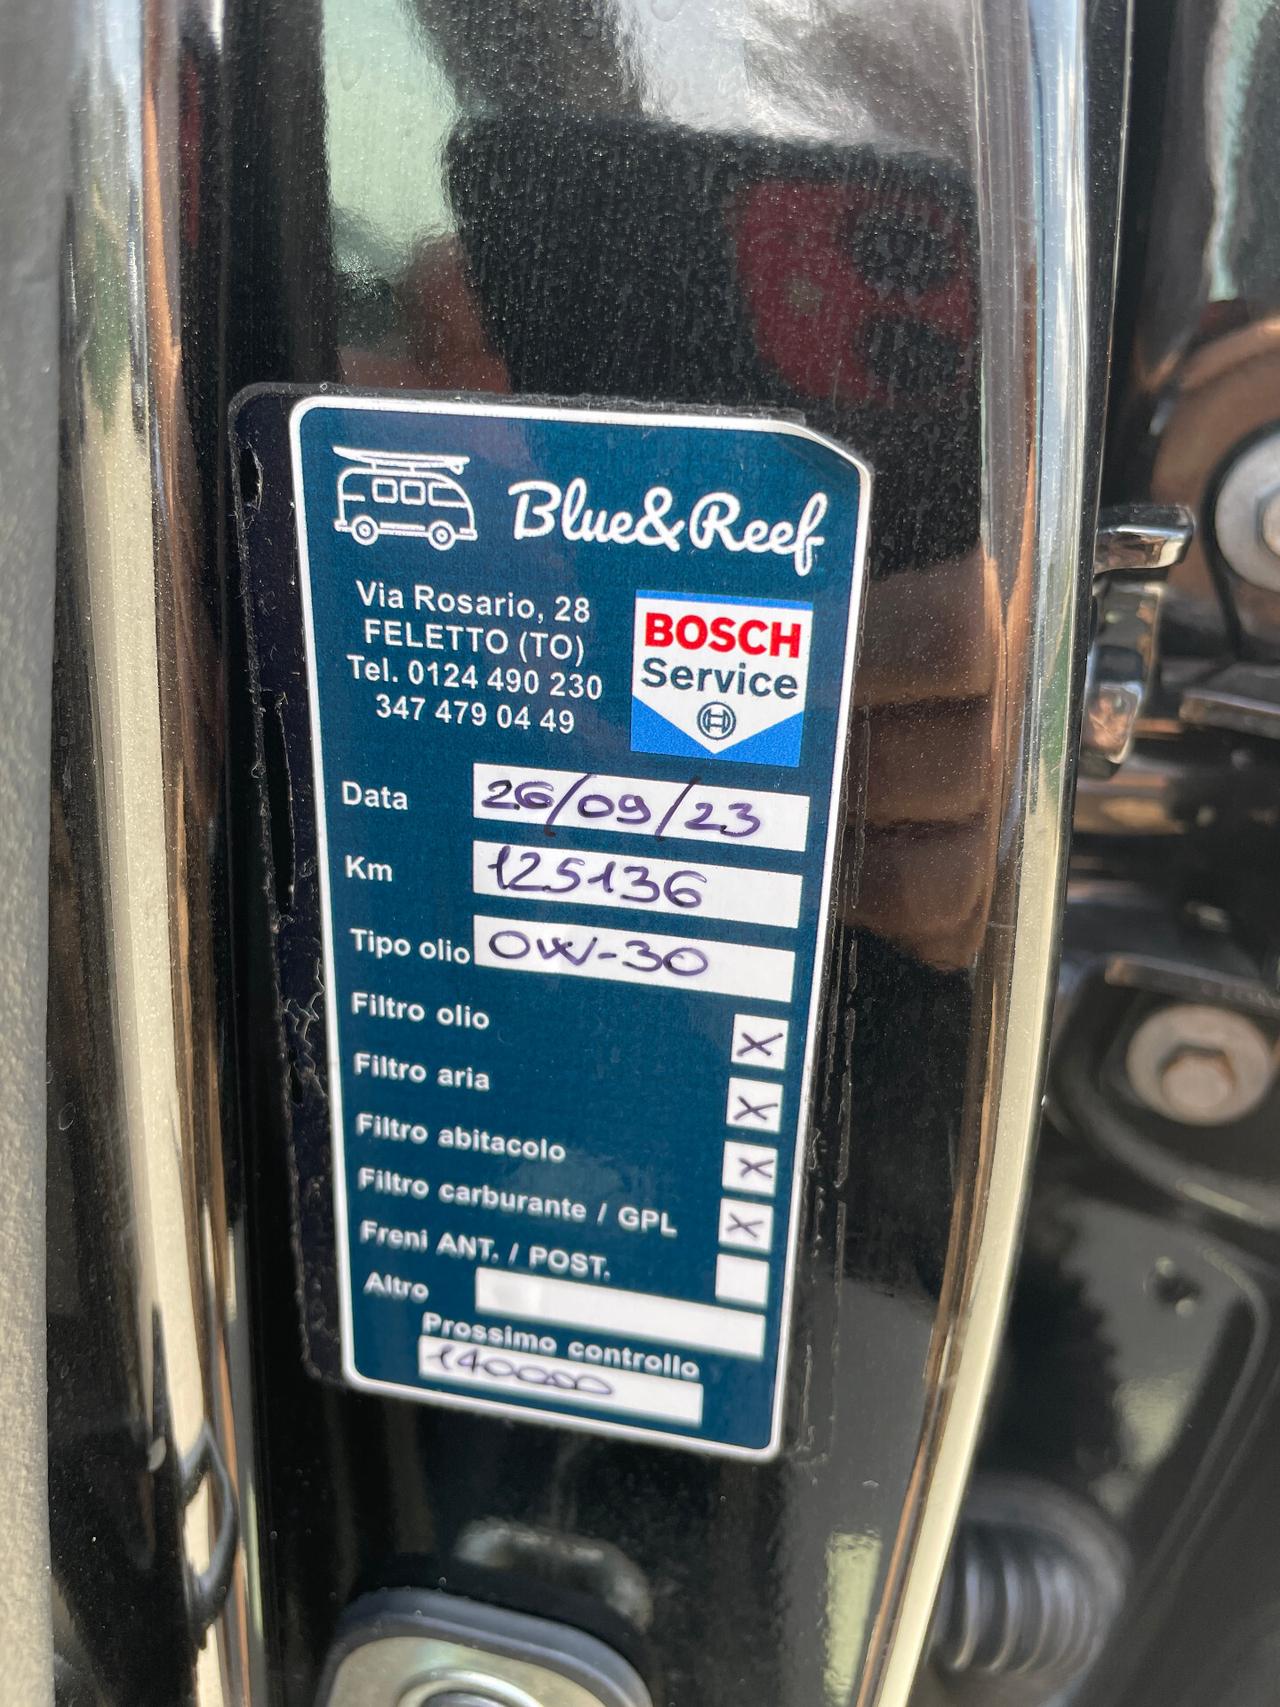 Blue&Reef
Via Rosario, 28
FELETTO (TO)
Tel. 0124 490 230
347 479 04 49
BOSCH
Service
Data 26/09/23
Km 125136
Tipo olio 0W-30
Filtro olio X
Filtro aria X
Filtro abitacolo X
Filtro carburante / GPL X
Freni ANT. / POST.
Altro
Prossimo controllo
140000